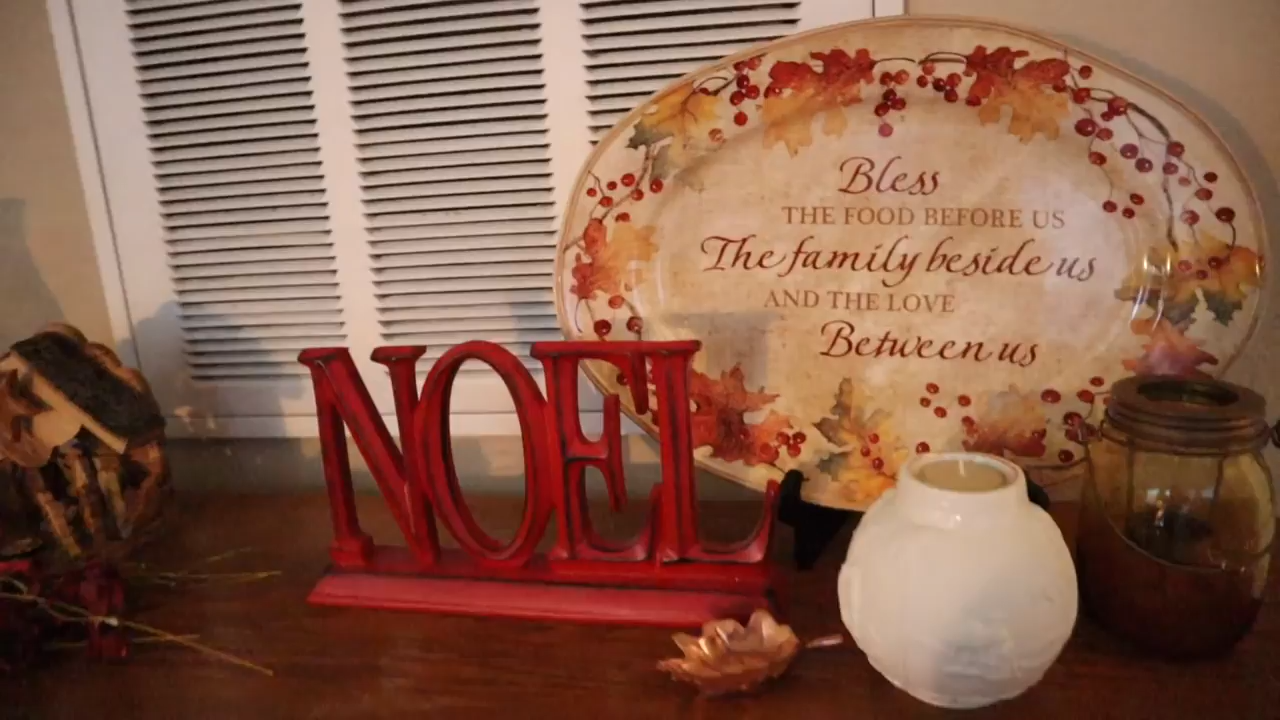 Bless
THE FOOD BEFORE US
The family beside us
AND THE LOVE
Between us
NOEL